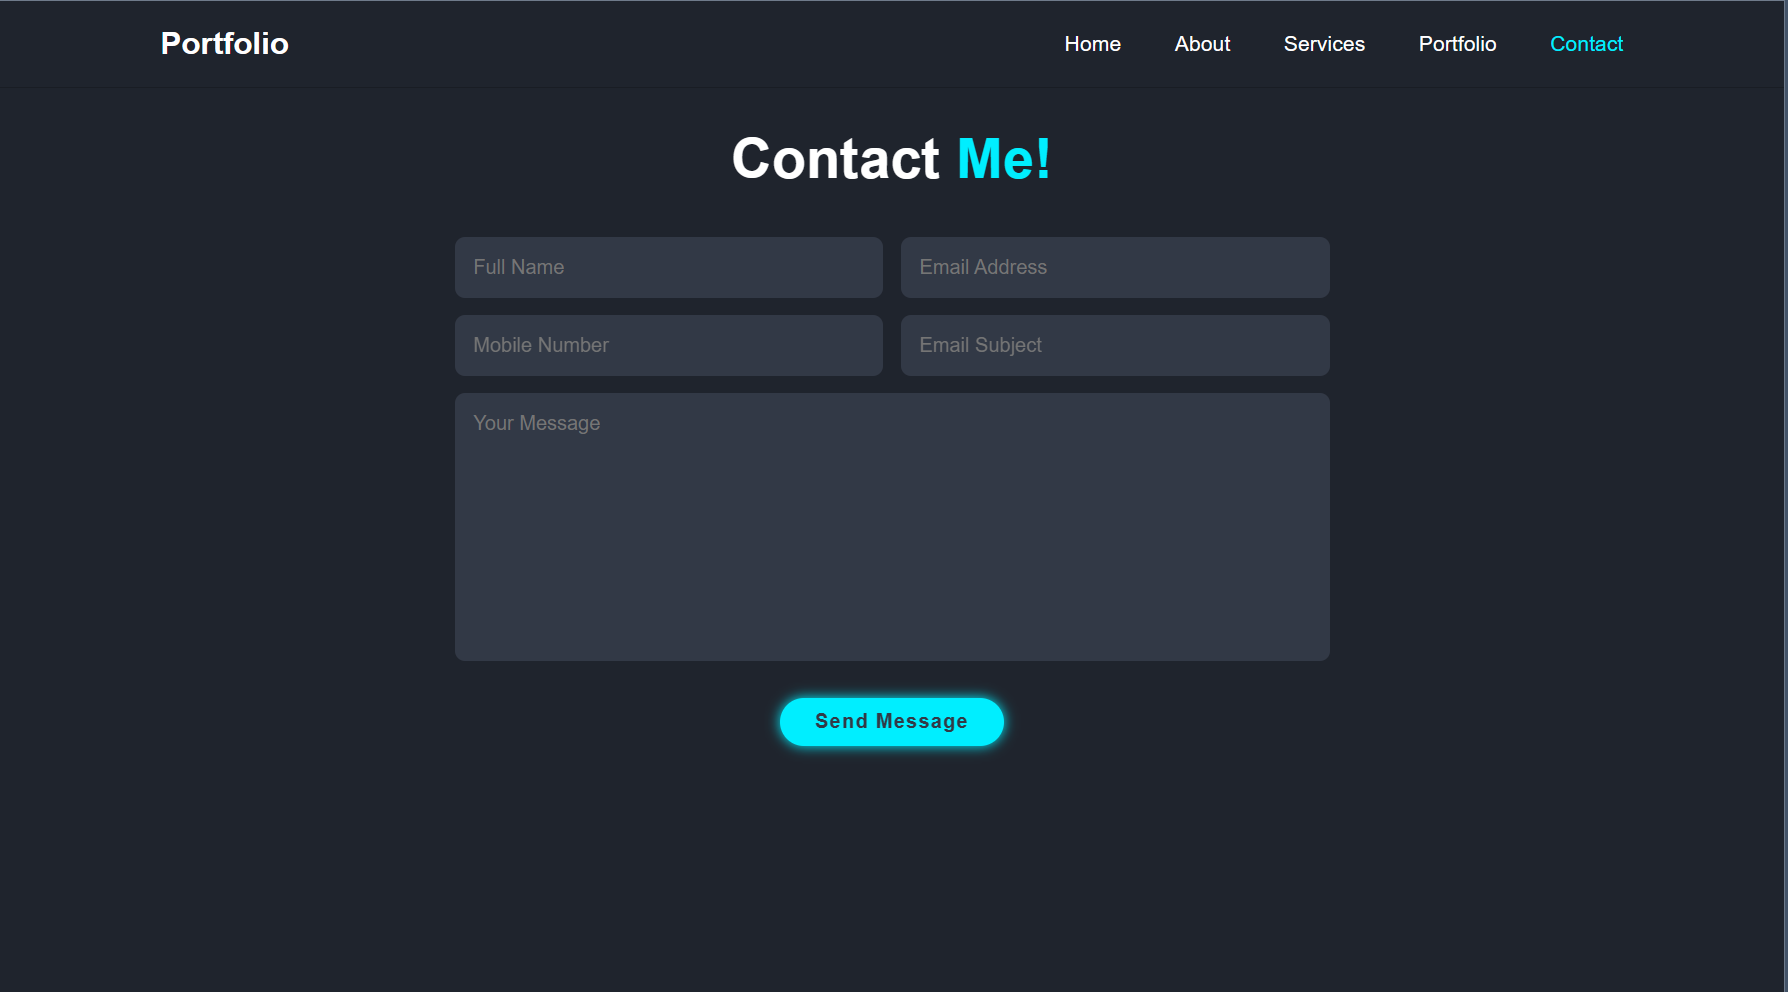 Portfolio
Home About Services Portfolio Contact
Contact Me!
Full Name
Email Address
Mobile Number
Email Subject
Your Message
Send Message